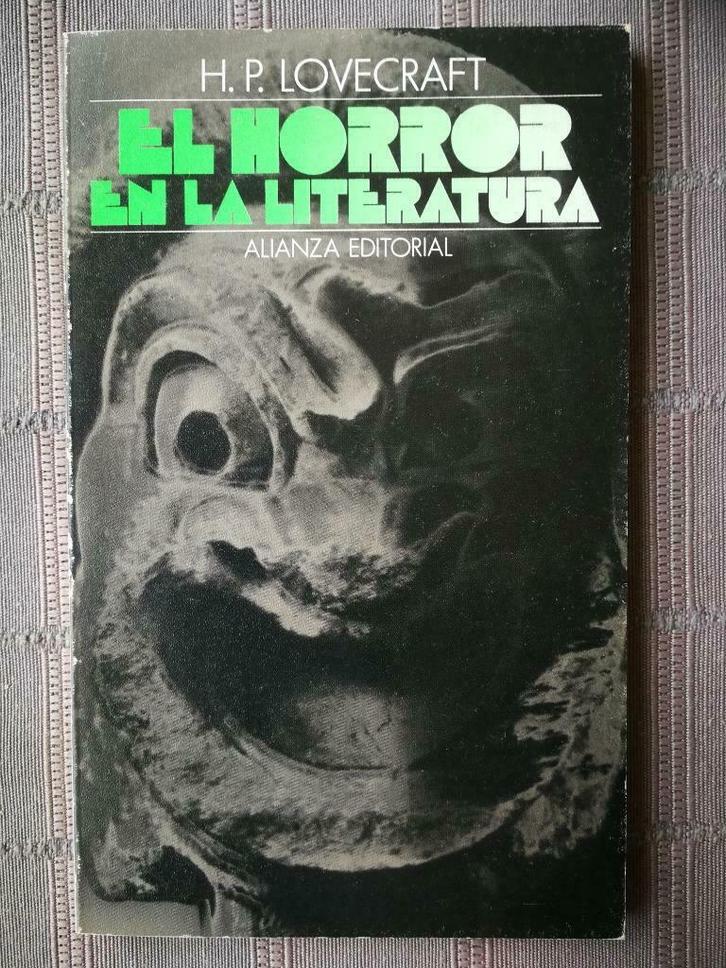 H. P. LOVECRAFT
EL HORROR
EN LA LITERATURA
ALIANZA EDITORIAL